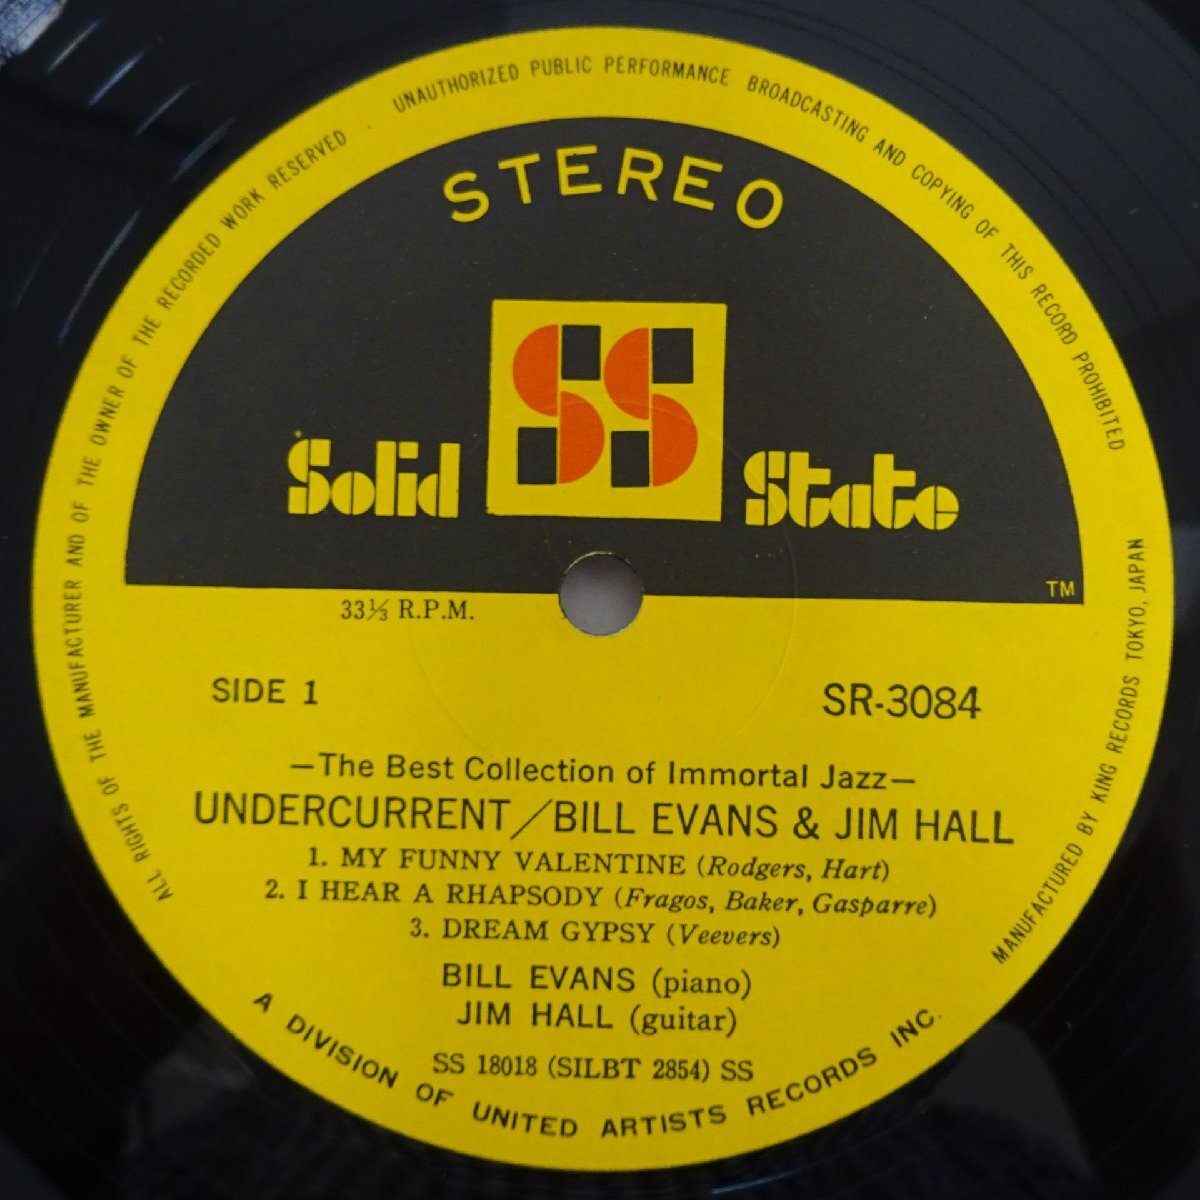 ALL RIGHTS OF THE MANUFACTURER AND OF THE OWNER OF THE RECORDED WORK RESERVED · UNAUTHORIZED PUBLIC PERFORMANCE BROADCASTING AND COPYING OF THIS RECORD PROHIBITED
STEREO
SS
Solid State
TM
33⅓ R.P.M.
SIDE 1
SR-3084
—The Best Collection of Immortal Jazz—
UNDERCURRENT/BILL EVANS & JIM HALL
1. MY FUNNY VALENTINE (Rodgers, Hart)
2. I HEAR A RHAPSODY (Fragos, Baker, Gasparre)
3. DREAM GYPSY (Veevers)
BILL EVANS (piano)
JIM HALL (guitar)
SS 18018 (SILBT 2854) SS
A DIVISION OF UNITED ARTISTS RECORDS INC.
MANUFACTURED BY KING RECORDS TOKYO, JAPAN